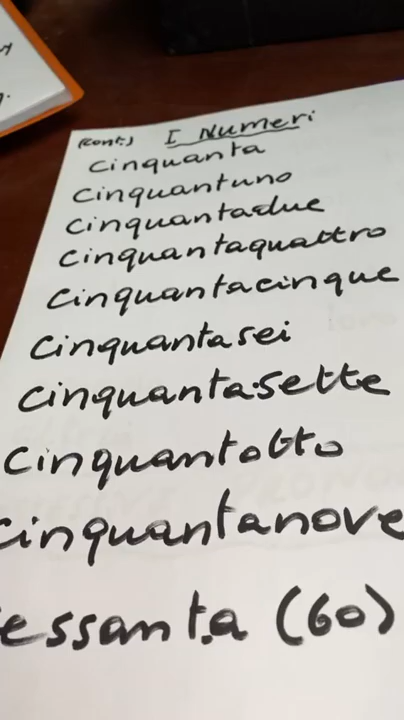 (cont.) I Numeri
cinquanta
cinquantuno
cinquantadue
cinquantaquattro
cinquantacinque
cinquantasei
cinquantasette
cinquantotto
cinquantanove
essanta (60)